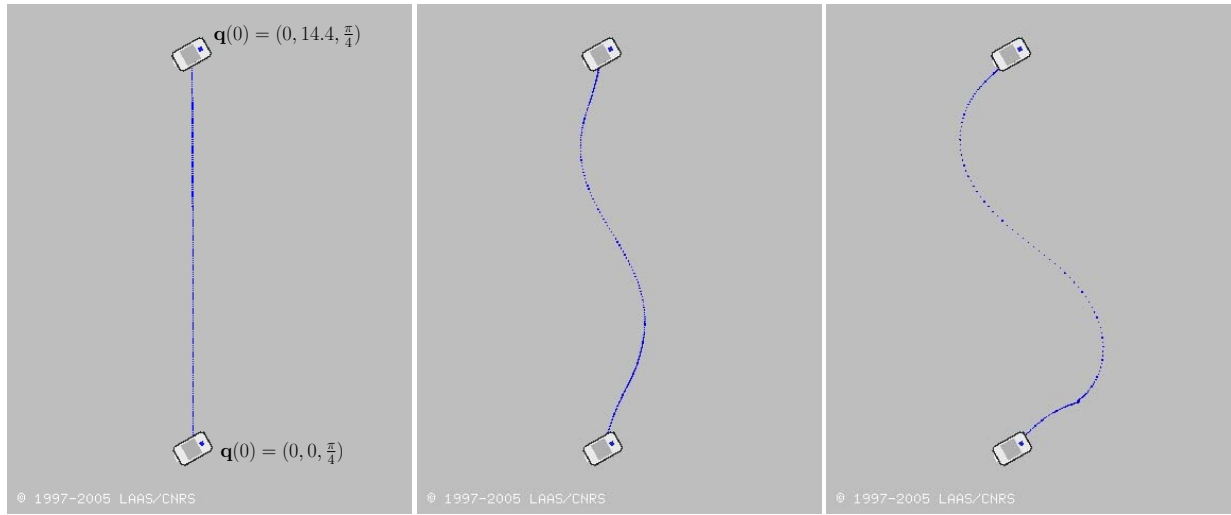 q(0) = (0, 14.4, π/4)
q(0) = (0, 0, π/4)
© 1997-2005 LAAS/CNRS
© 1997-2005 LAAS/CNRS
© 1997-2005 LAAS/CNRS